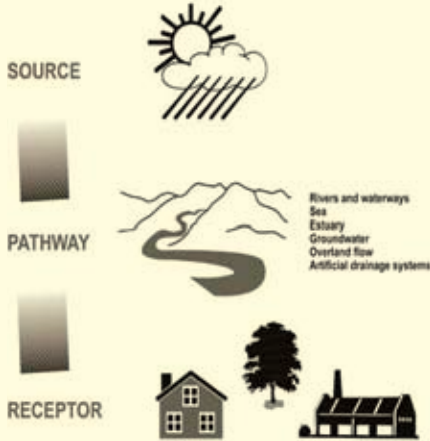 SOURCE
PATHWAY
Rivers and waterways
Sea
Estuary
Groundwater
Overland flow
Artificial drainage systems
RECEPTOR